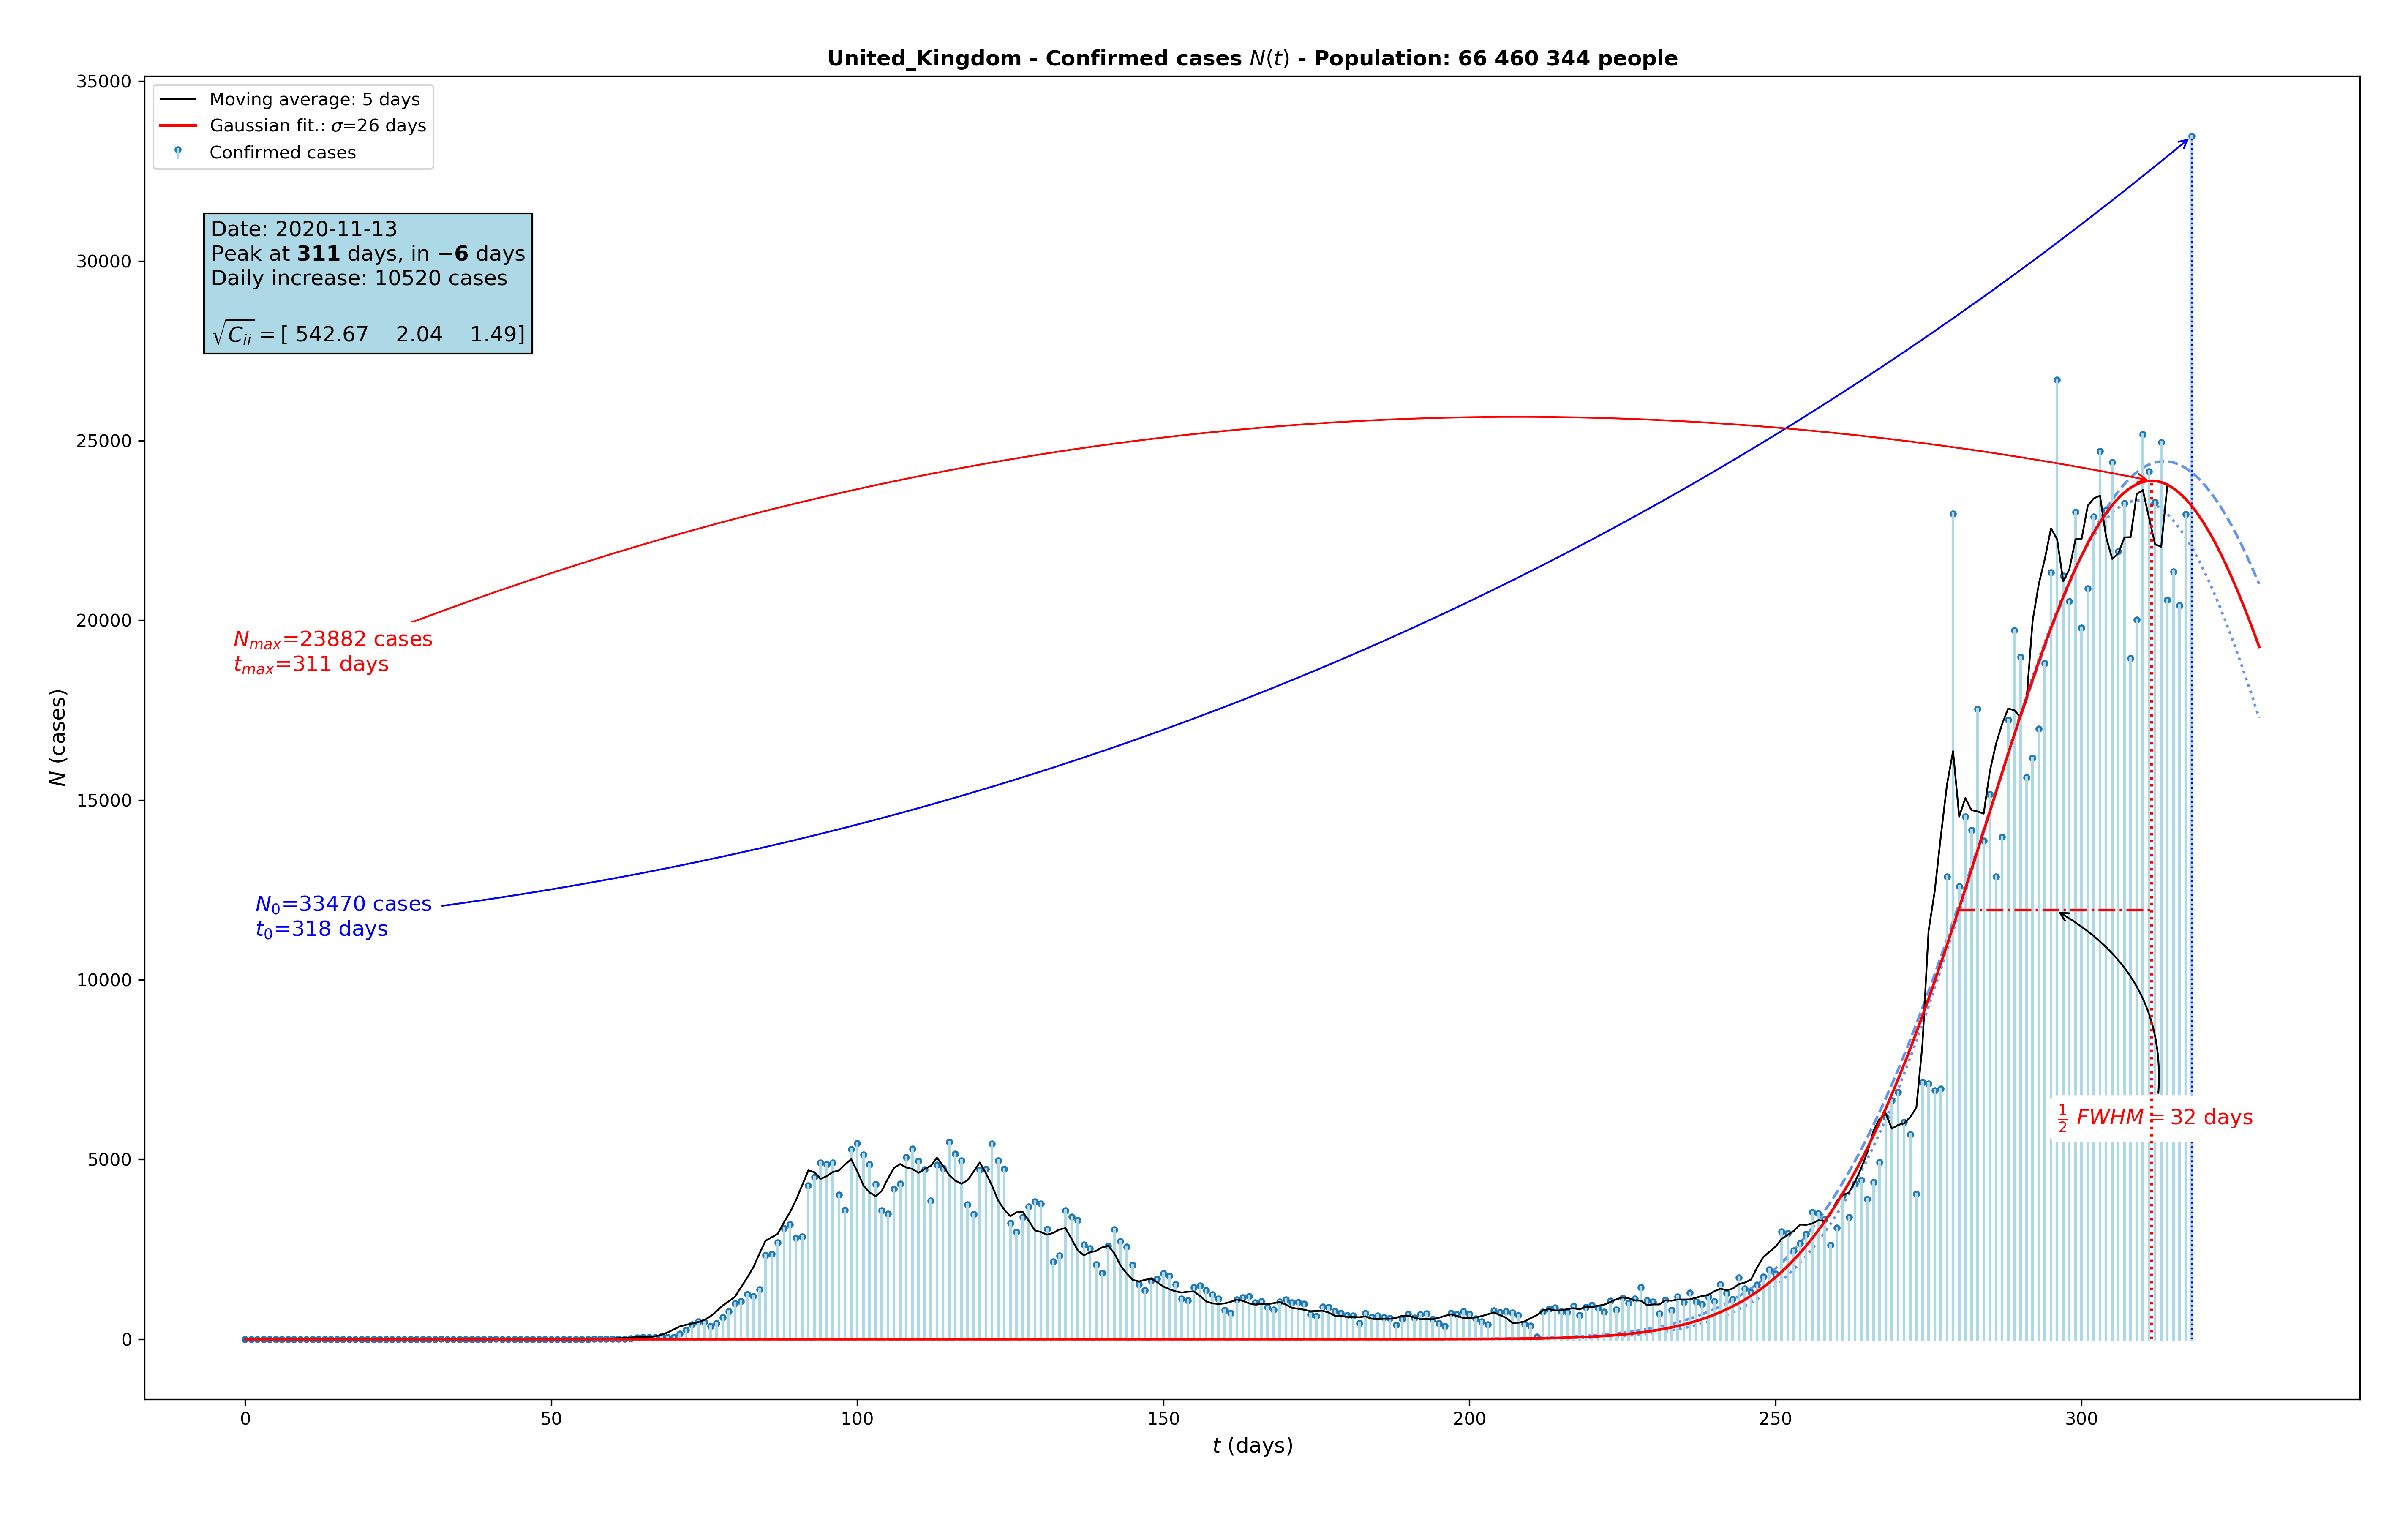 United_Kingdom - Confirmed cases N(t) - Population: 66 460 344 people
35000
30000
25000
20000
15000
10000
5000
0
N (cases)
Moving average: 5 days
Gaussian fit.: σ=26 days
Confirmed cases
Date: 2020-11-13
Peak at 311 days, in −6 days
Daily increase: 10520 cases
√C_ii = [ 542.67 2.04 1.49]
N_max=23882 cases
t_max=311 days
N_0=33470 cases
t_0=318 days
1/2 FWHM = 32 days
0 50 100 150 200 250 300
t (days)